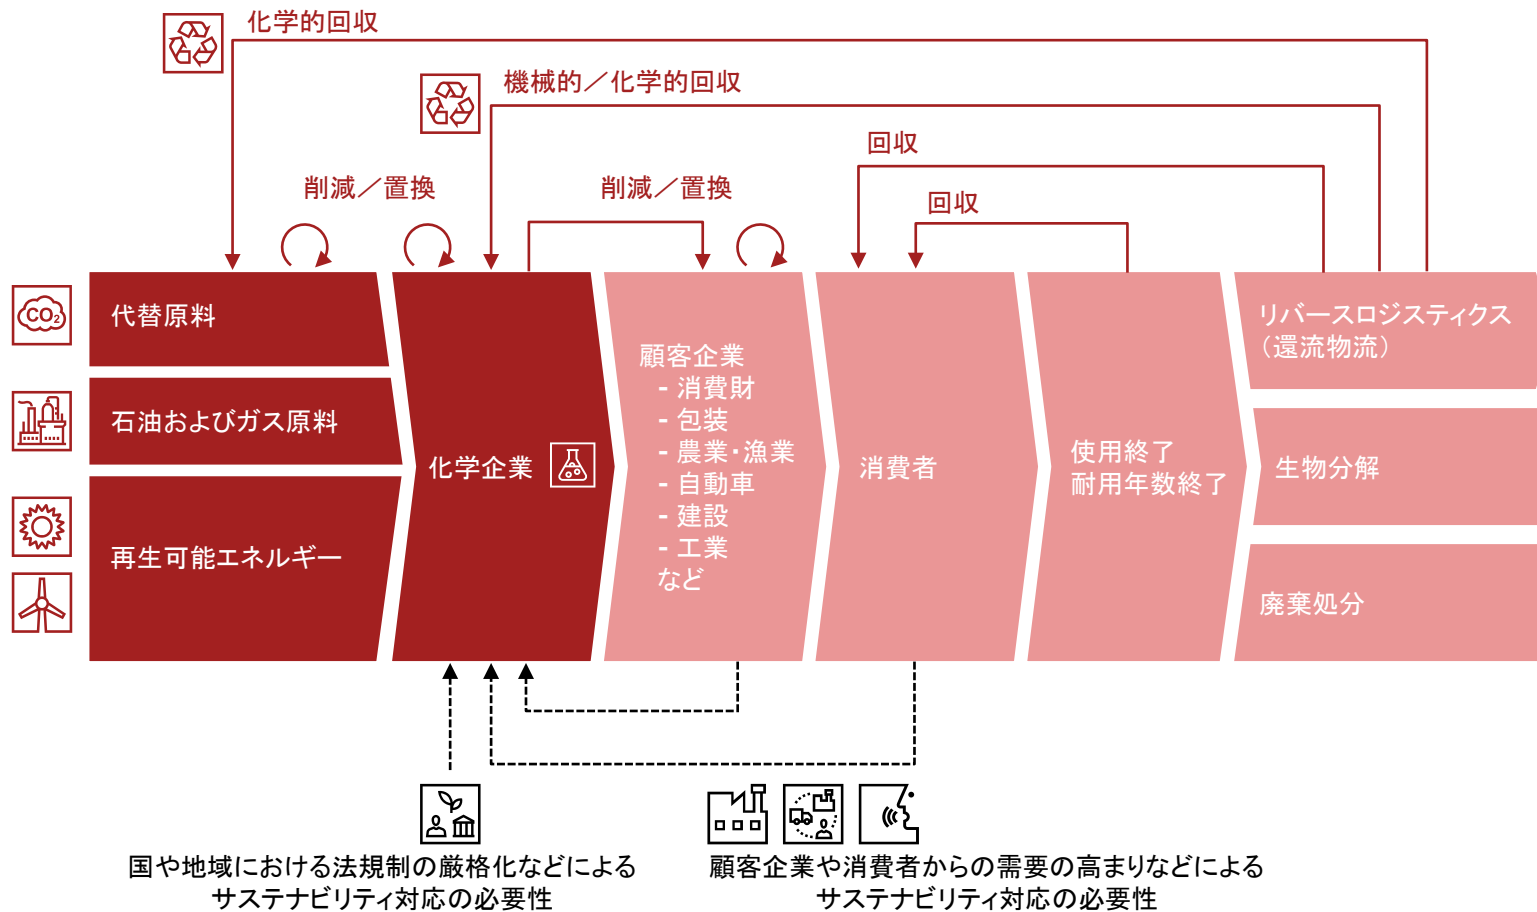 化学的回収
機械的／化学的回収
回収
削減／置換
削減／置換
回収
代替原料
石油およびガス原料
再生可能エネルギー
CO2
化学企業
顧客企業
- 消費財
- 包装
- 農業・漁業
- 自動車
- 建設
- 工業
など
消費者
使用終了
耐用年数終了
リバースロジスティクス
（還流物流）
生物分解
廃棄処分
国や地域における法規制の厳格化などによる
サステナビリティ対応の必要性
顧客企業や消費者からの需要の高まりなどによる
サステナビリティ対応の必要性